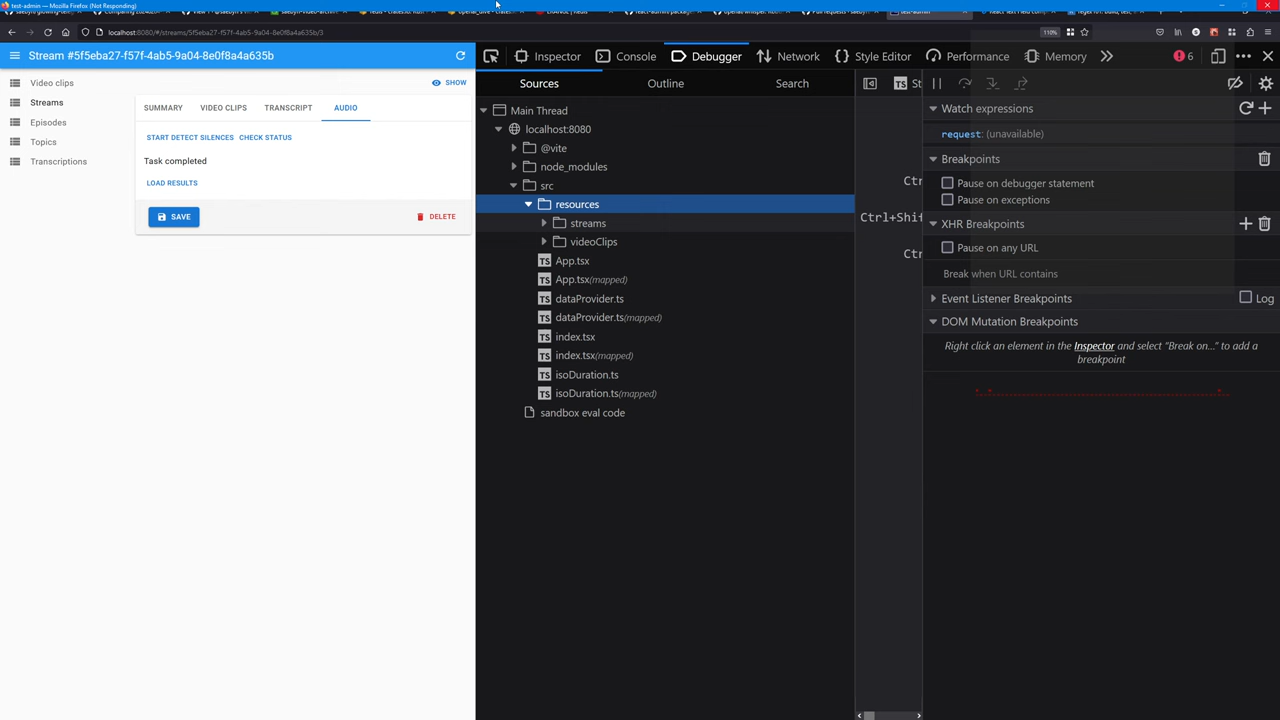 test-admin — Mozilla Firefox (Not Responding)
localhost:8080/#/streams/5f5eba27-f57f-4ab5-9a04-8e0f8a4a635b/3
110%
Stream #5f5eba27-f57f-4ab5-9a04-8e0f8a4a635b
Video clips
Streams
Episodes
Topics
Transcriptions
SHOW
SUMMARY VIDEO CLIPS TRANSCRIPT AUDIO
START DETECT SILENCES CHECK STATUS
Task completed
LOAD RESULTS
SAVE
DELETE
Inspector Console Debugger Network Style Editor Performance Memory 6
Sources Outline Search
Main Thread
localhost:8080
@vite
node_modules
src
resources
streams
videoClips
App.tsx
App.tsx(mapped)
dataProvider.ts
dataProvider.ts(mapped)
index.tsx
index.tsx(mapped)
isoDuration.ts
isoDuration.ts(mapped)
sandbox eval code
TS St
Ctr
Ctrl+Shif
Ctr
Watch expressions
request: (unavailable)
Breakpoints
Pause on debugger statement
Pause on exceptions
XHR Breakpoints
Pause on any URL
Break when URL contains
Event Listener Breakpoints Log
DOM Mutation Breakpoints
Right click an element in the Inspector and select "Break on..." to add a
breakpoint